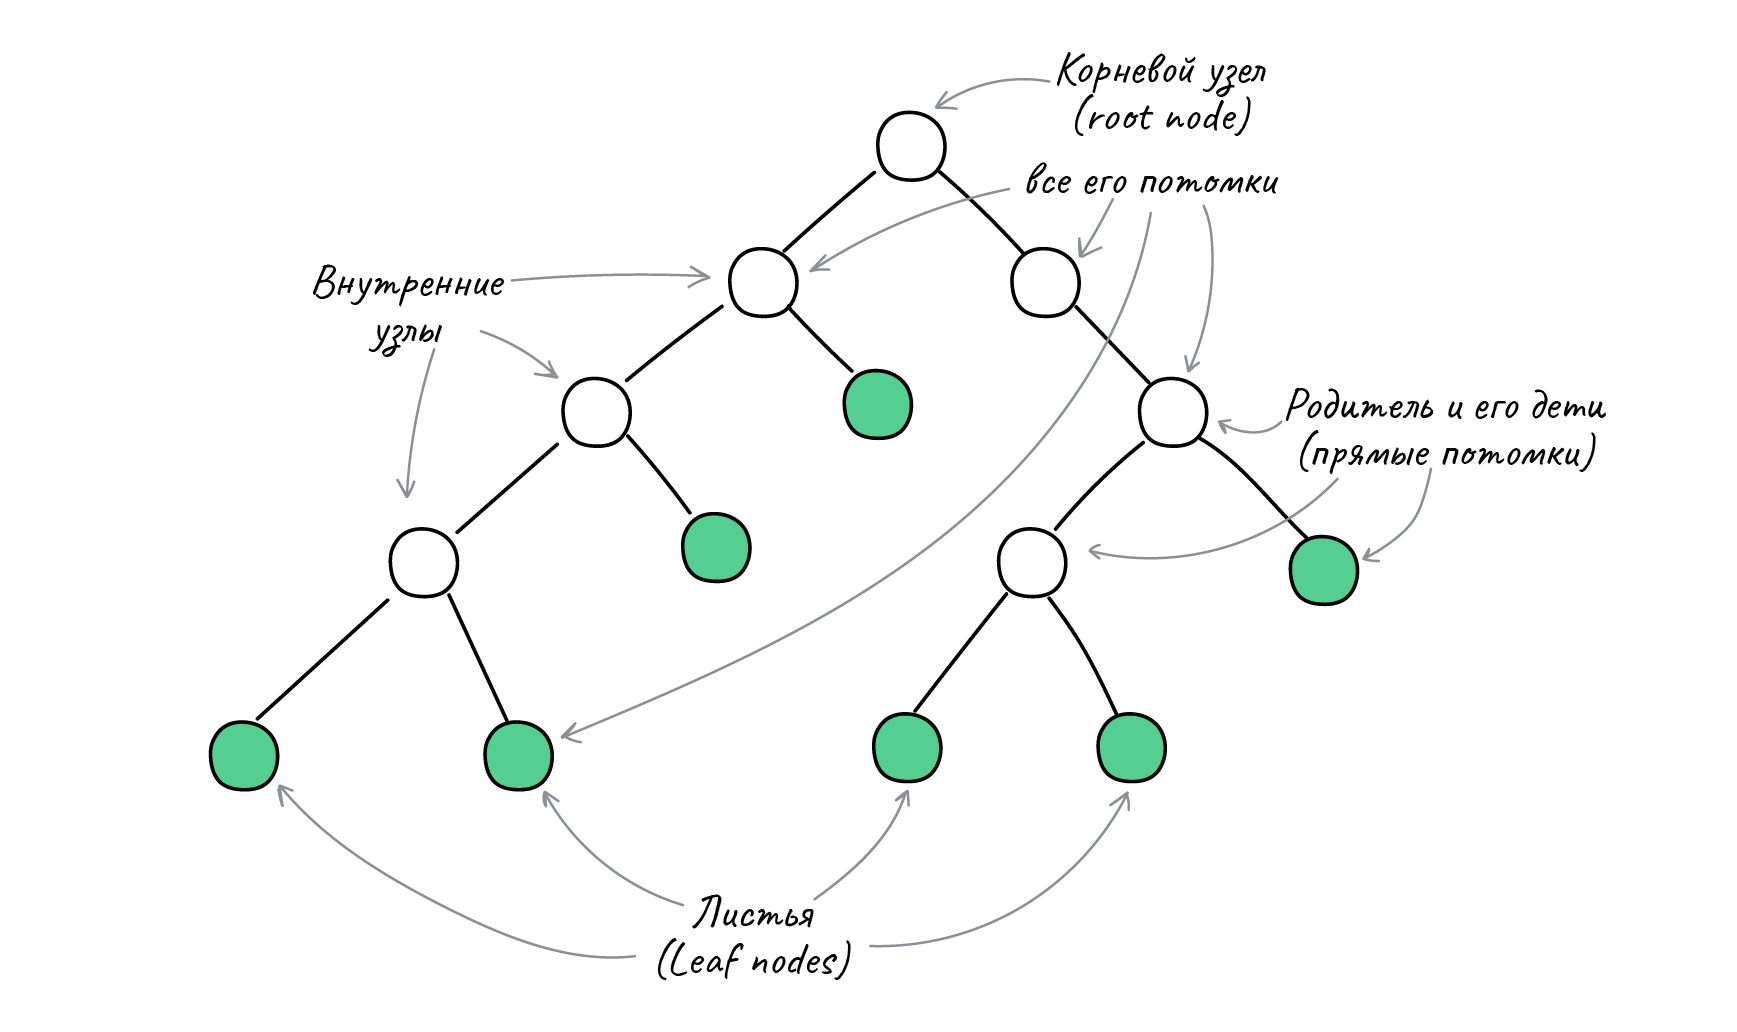 Корневой узел
(root node)
все его потомки
Внутренние
узлы
Родитель и его дети
(прямые потомки)
Листья
(Leaf nodes)